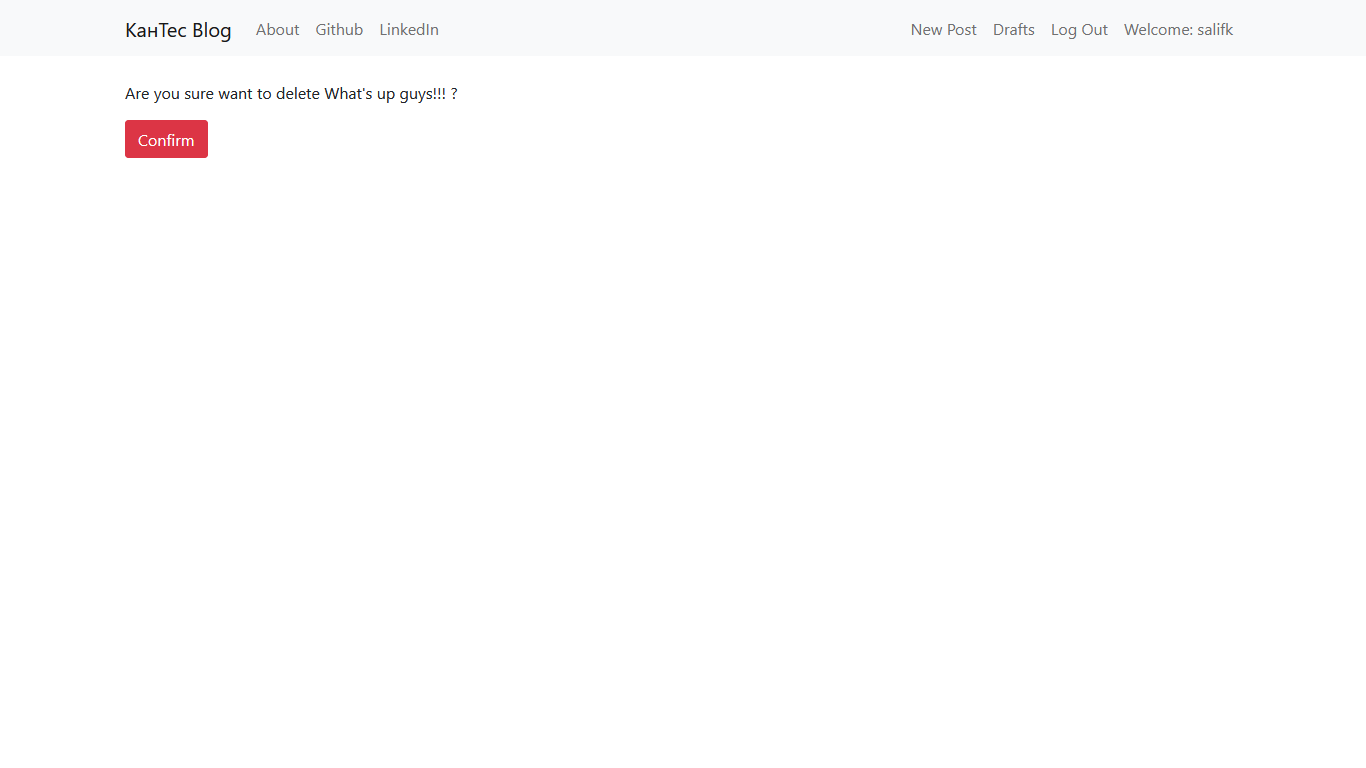 КанТес Blog About Github LinkedIn New Post Drafts Log Out Welcome: salifk
Are you sure want to delete What's up guys!!! ?
Confirm